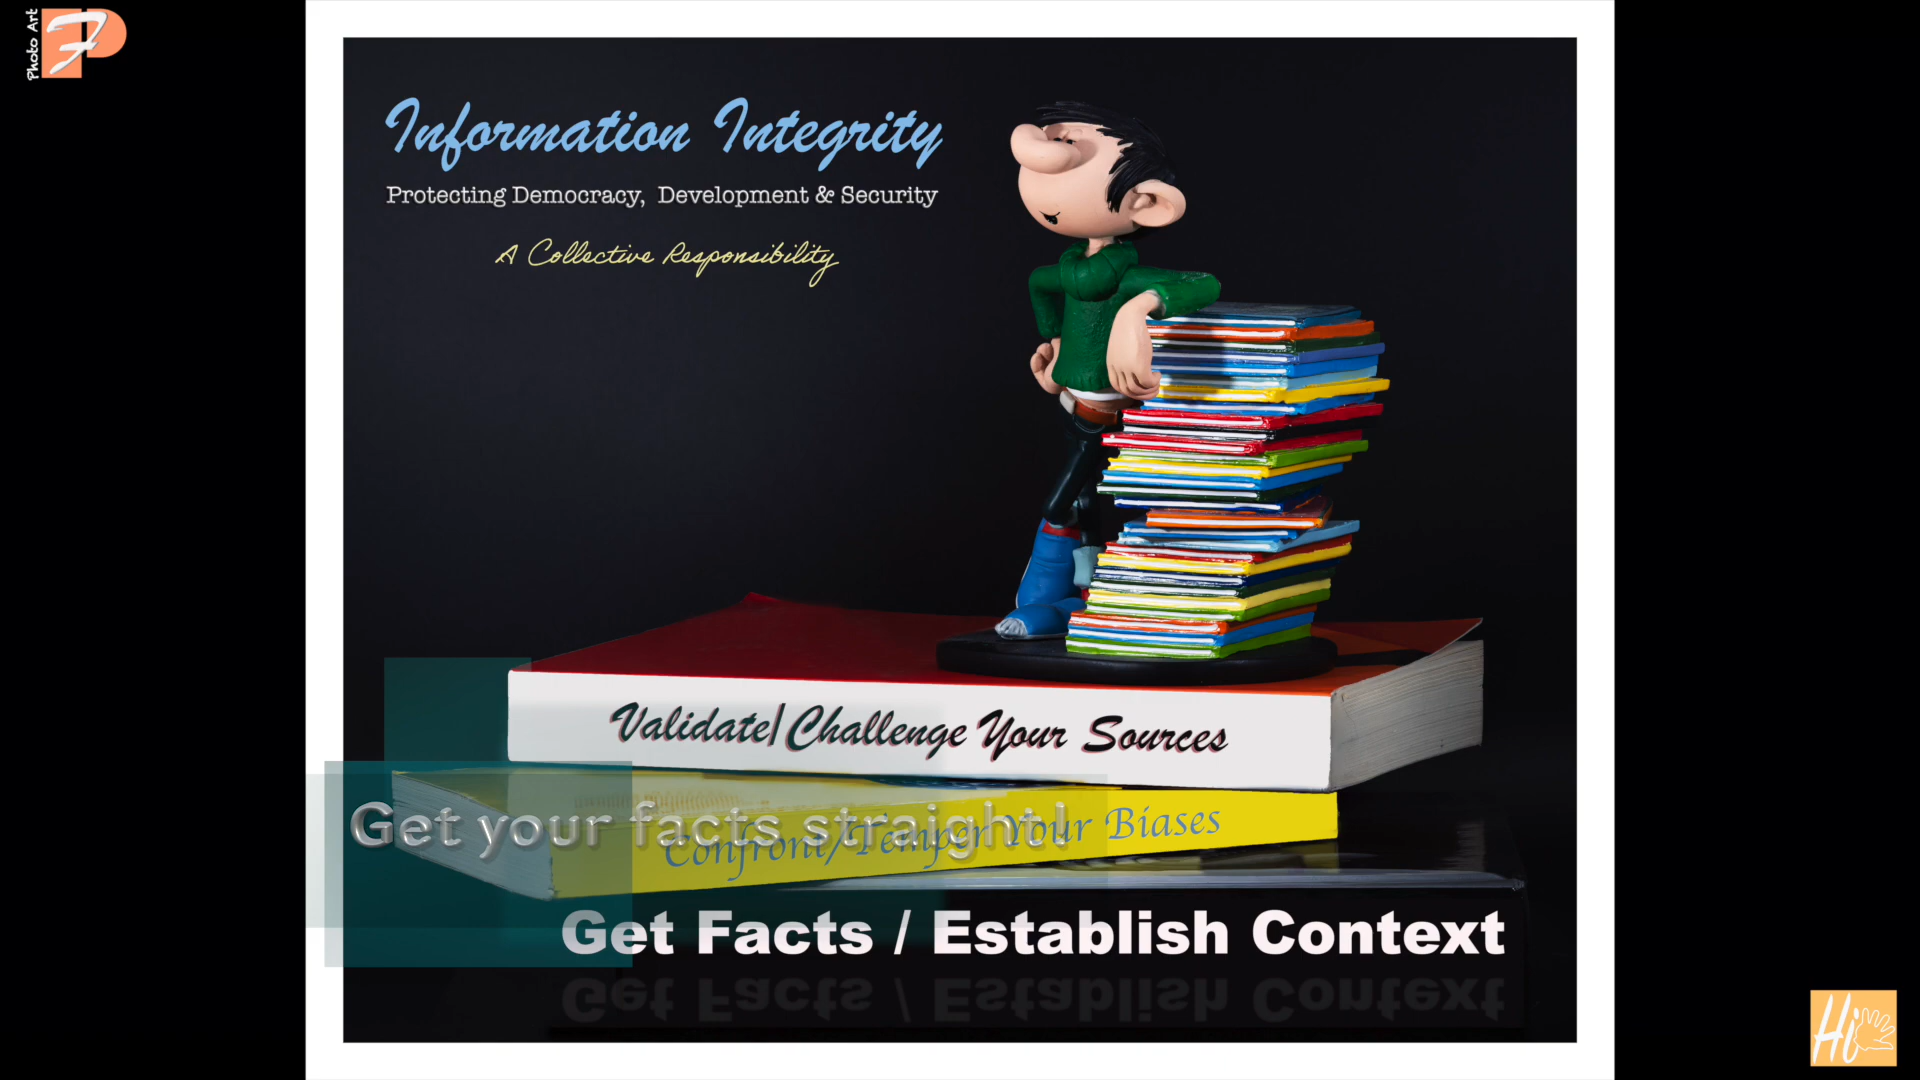 Photo Art
FP
Information Integrity
Protecting Democracy, Development & Security
A Collective Responsibility
Validate/Challenge Your Sources
Get your facts straight!
Confront/Temper Your Biases
Get Facts / Establish Context
Hi